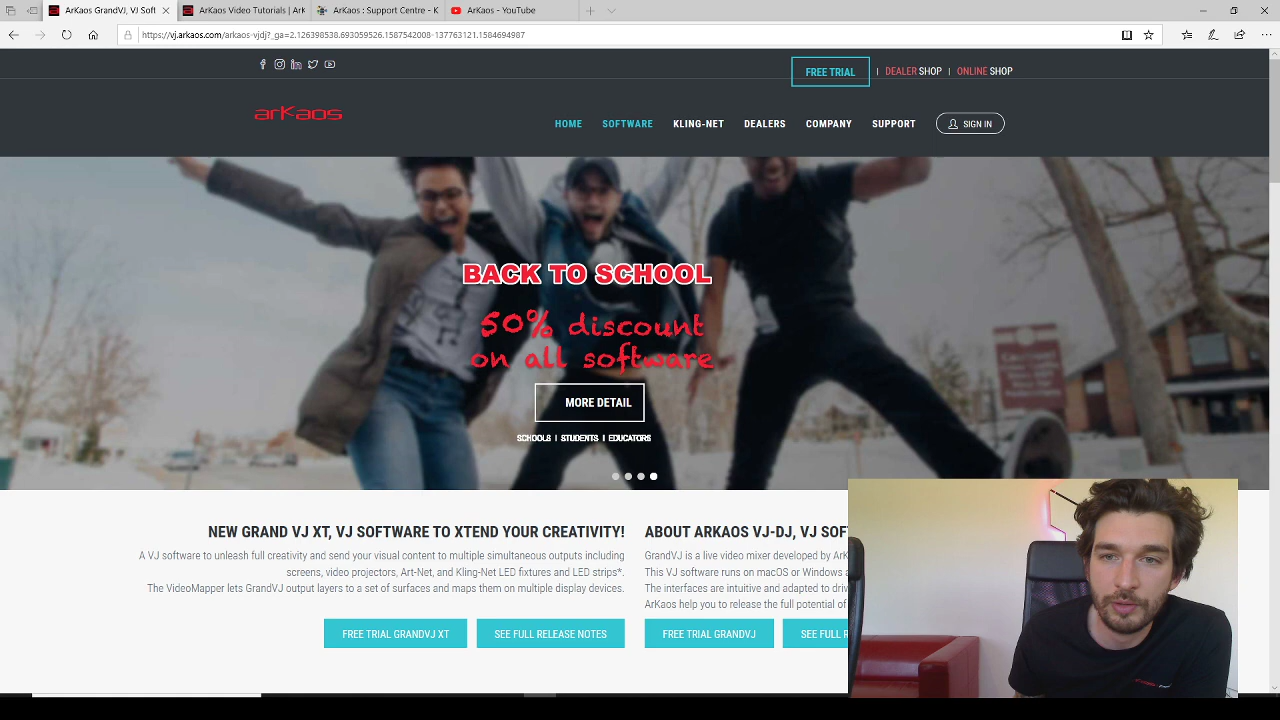 ArKaos GrandVJ, VJ Soft
ArKaos Video Tutorials | Ark
ArKaos : Support Centre - K
ArKaos - YouTube
https://vj.arkaos.com/arkaos-vjdj?_ga=2.126398538.693059526.1587542008-137763121.1584694987
FREE TRIAL | DEALER SHOP | ONLINE SHOP
arKaos
HOME SOFTWARE KLING-NET DEALERS COMPANY SUPPORT SIGN IN
BACK TO SCHOOL
50% discount
on all software
MORE DETAIL
SCHOOLS | STUDENTS | EDUCATORS
NEW GRAND VJ XT, VJ SOFTWARE TO XTEND YOUR CREATIVITY!
A VJ software to unleash full creativity and send your visual content to multiple simultaneous outputs including
screens, video projectors, Art-Net, and Kling-Net LED fixtures and LED strips*.
The VideoMapper lets GrandVJ output layers to a set of surfaces and maps them on multiple display devices.
FREE TRIAL GRANDVJ XT
SEE FULL RELEASE NOTES
ABOUT ARKAOS VJ-DJ, VJ SOF
GrandVJ is a live video mixer developed by ArK
This VJ software runs on macOS or Windows a
The interfaces are intuitive and adapted to driv
ArKaos help you to release the full potential of
FREE TRIAL GRANDVJ
SEE FULL R